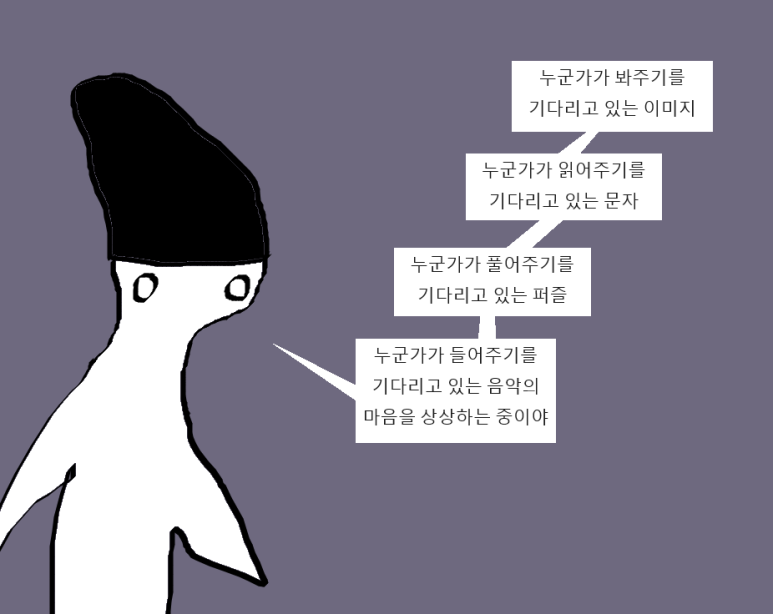 누군가가 봐주기를
기다리고 있는 이미지
누군가가 읽어주기를
기다리고 있는 문자
누군가가 풀어주기를
기다리고 있는 퍼즐
누군가가 들어주기를
기다리고 있는 음악의
마음을 상상하는 중이야